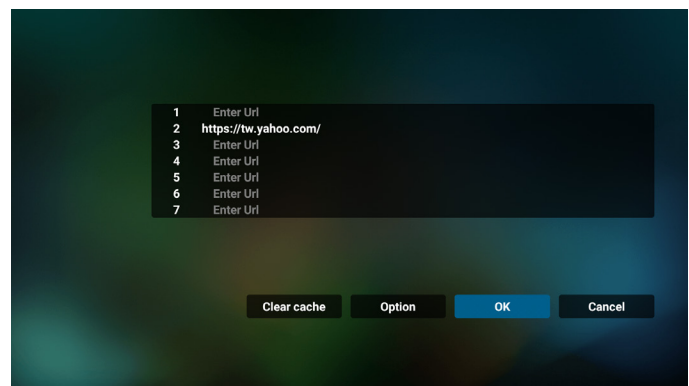 1 Enter Url
2 https://tw.yahoo.com/
3 Enter Url
4 Enter Url
5 Enter Url
6 Enter Url
7 Enter Url
Clear cache Option OK Cancel